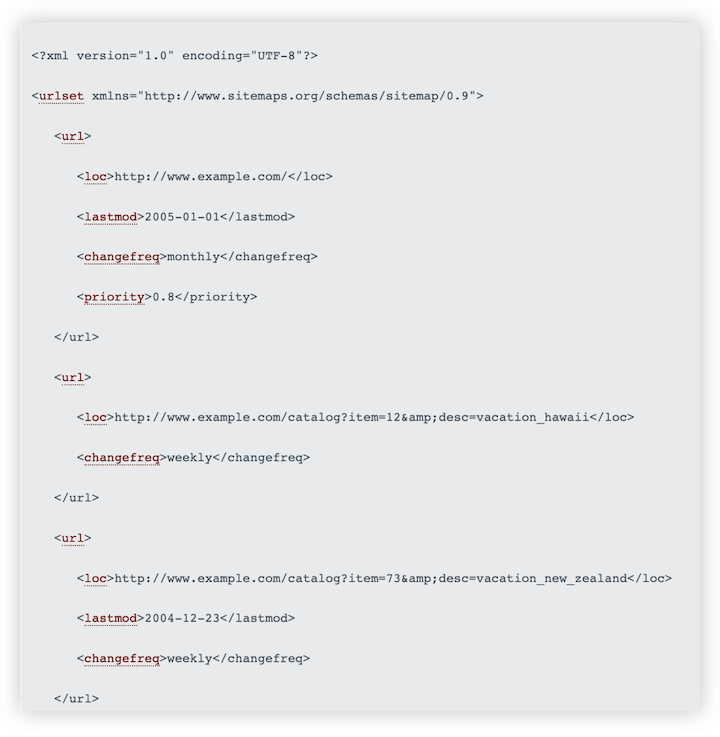 <?xml version="1.0" encoding="UTF-8"?>
<urlset xmlns="http://www.sitemaps.org/schemas/sitemap/0.9">
<url>
<loc>http://www.example.com/</loc>
<lastmod>2005-01-01</lastmod>
<changefreq>monthly</changefreq>
<priority>0.8</priority>
</url>
<url>
<loc>http://www.example.com/catalog?item=12&amp;desc=vacation_hawaii</loc>
<changefreq>weekly</changefreq>
</url>
<url>
<loc>http://www.example.com/catalog?item=73&amp;desc=vacation_new_zealand</loc>
<lastmod>2004-12-23</lastmod>
<changefreq>weekly</changefreq>
</url>